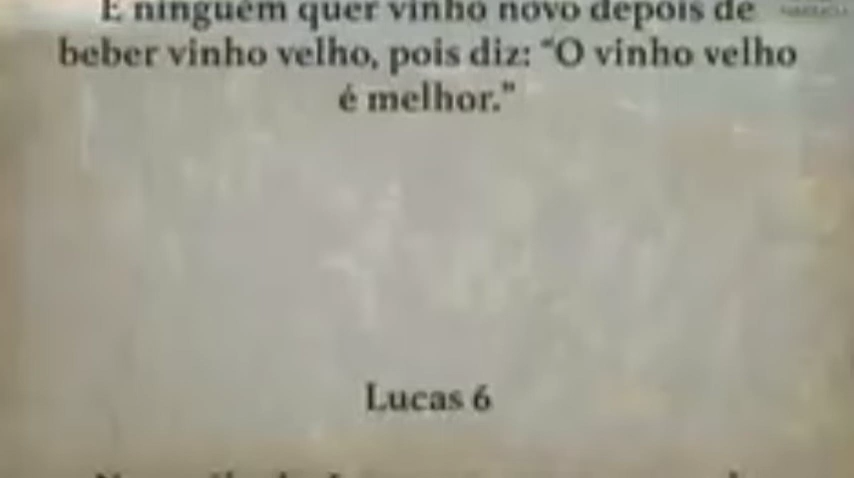 E ninguém quer vinho novo depois de
beber vinho velho, pois diz: “O vinho velho
é melhor.”
Lucas 6